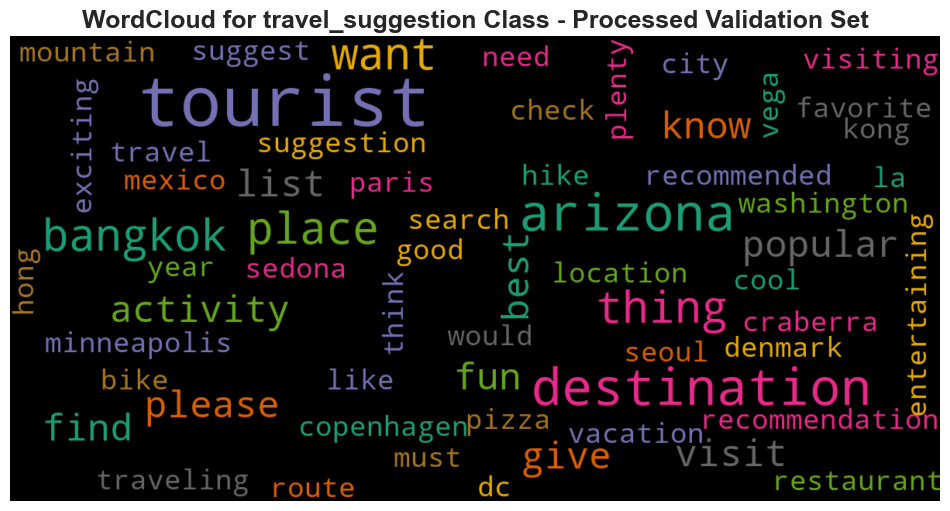 WordCloud for travel_suggestion Class - Processed Validation Set
mountain
suggest
want
need
plenty
city
visiting
tourist
exciting
check
know
vega
favorite
kong
travel
suggestion
mexico
list
paris
hike
recommended
la
washington
bangkok
place
search
arizona
popular
good
best
hong
year
sedona
location
cool
entertaining
activity
think
thing
craberra
minneapolis
would
seoul
denmark
bike
like
fun
destination
please
find
copenhagen
pizza
recommendation
vacation
must
give
visit
traveling
route
dc
restaurant